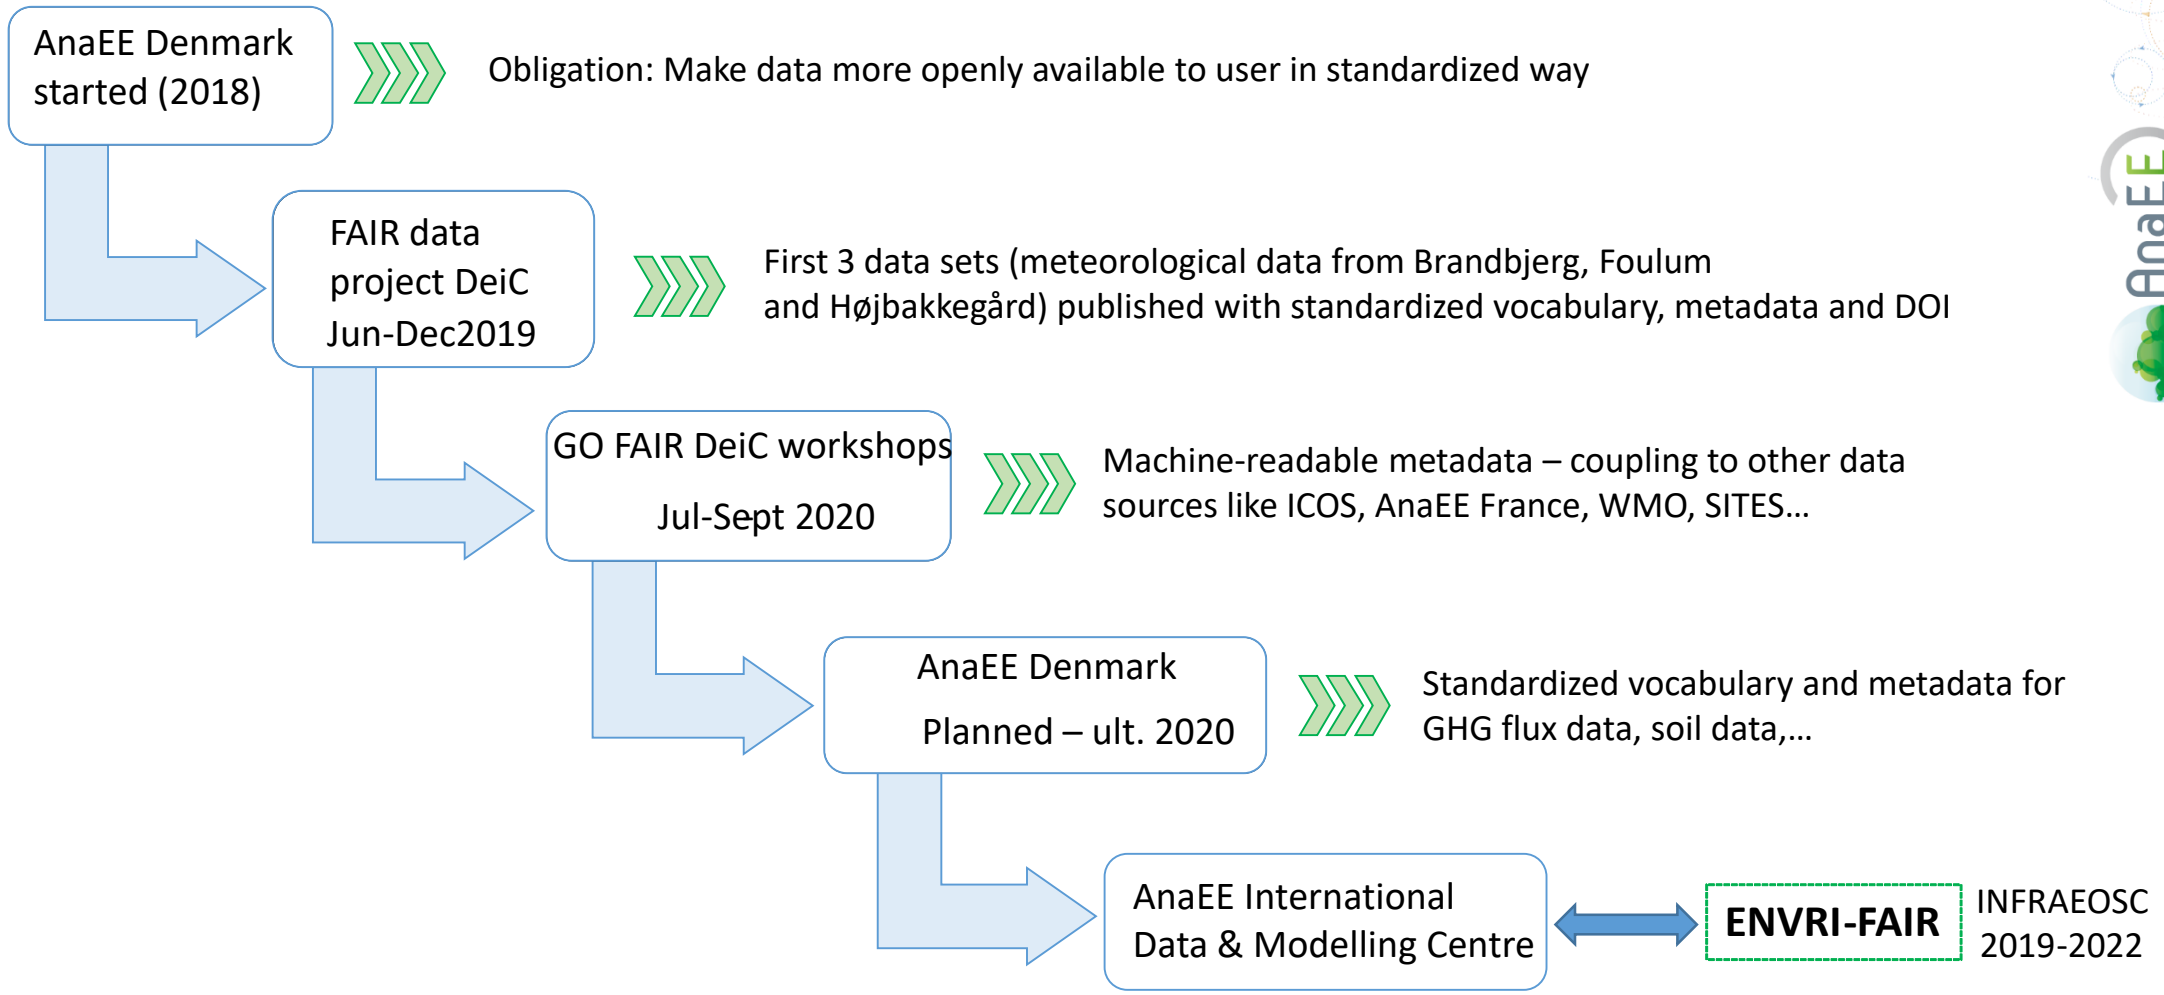 AnaEE Denmark
started (2018)
Obligation: Make data more openly available to user in standardized way
FAIR data
project DeiC
Jun-Dec2019
First 3 data sets (meteorological data from Brandbjerg, Foulum
and Højbakkegård) published with standardized vocabulary, metadata and DOI
GO FAIR DeiC workshops
Jul-Sept 2020
Machine-readable metadata – coupling to other data
sources like ICOS, AnaEE France, WMO, SITES...
AnaEE Denmark
Planned – ult. 2020
Standardized vocabulary and metadata for
GHG flux data, soil data,...
AnaEE International
Data & Modelling Centre
ENVRI-FAIR
INFRAEOSC
2019-2022
AnaEE